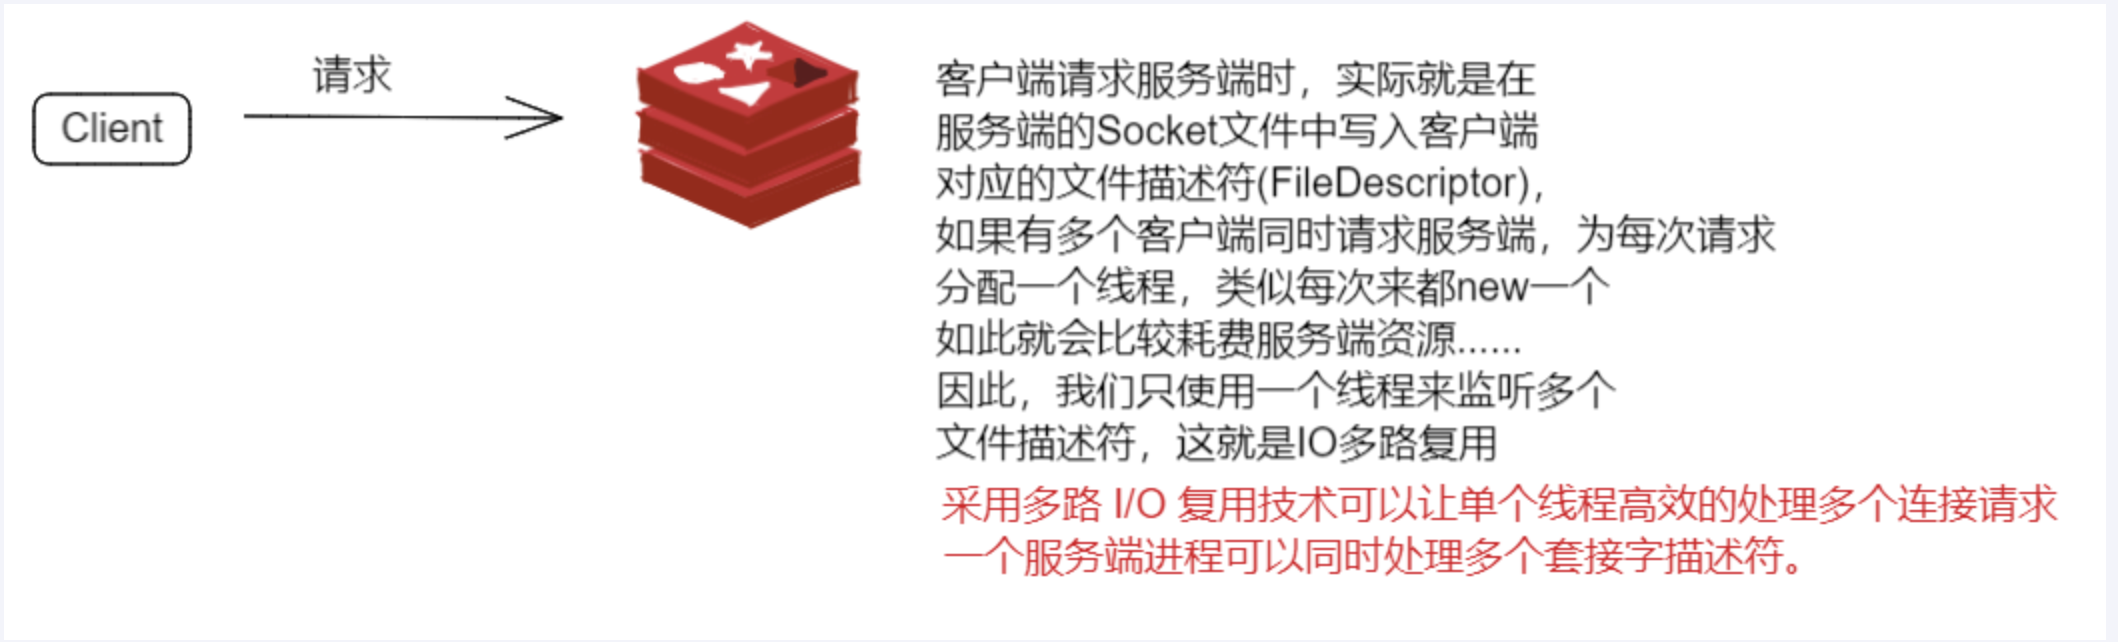 请求
Client
客户端请求服务端时，实际就是在
服务端的Socket文件中写入客户端
对应的文件描述符(FileDescriptor)，
如果有多个客户端同时请求服务端，为每次请求
分配一个线程，类似每次来都new一个
如此就会比较耗费服务端资源......
因此，我们只使用一个线程来监听多个
文件描述符，这就是IO多路复用
采用多路 I/O 复用技术可以让单个线程高效的处理多个连接请求
一个服务端进程可以同时处理多个套接字描述符。